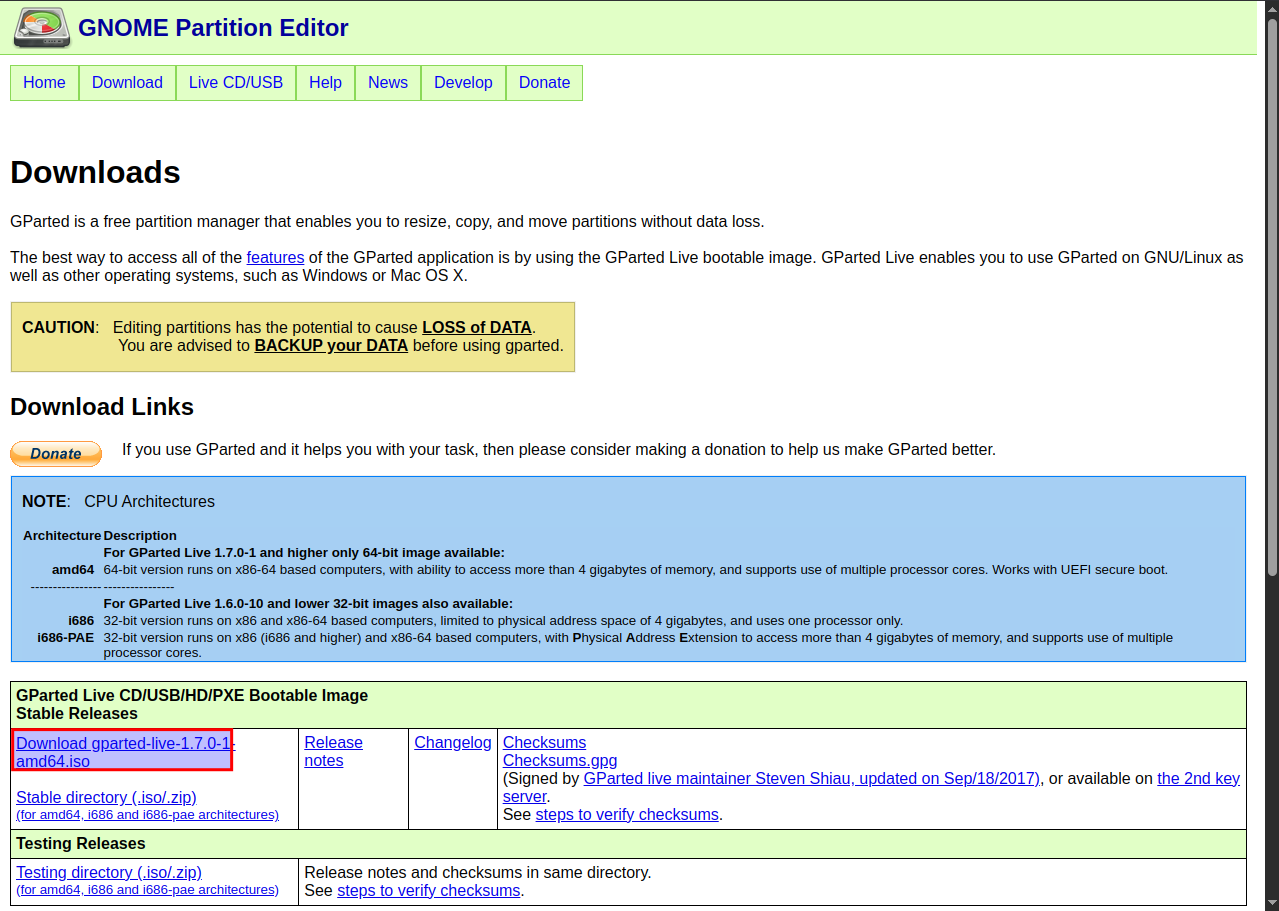 GNOME Partition Editor
Home Download Live CD/USB Help News Develop Donate
Downloads
GParted is a free partition manager that enables you to resize, copy, and move partitions without data loss.
The best way to access all of the features of the GParted application is by using the GParted Live bootable image. GParted Live enables you to use GParted on GNU/Linux as
well as other operating systems, such as Windows or Mac OS X.
CAUTION: Editing partitions has the potential to cause LOSS of DATA.
You are advised to BACKUP your DATA before using gparted.
Download Links
Donate If you use GParted and it helps you with your task, then please consider making a donation to help us make GParted better.
NOTE: CPU Architectures
Architecture Description
For GParted Live 1.7.0-1 and higher only 64-bit image available:
amd64 64-bit version runs on x86-64 based computers, with ability to access more than 4 gigabytes of memory, and supports use of multiple processor cores. Works with UEFI secure boot.
---------------- ----------------
For GParted Live 1.6.0-10 and lower 32-bit images also available:
i686 32-bit version runs on x86 and x86-64 based computers, limited to physical address space of 4 gigabytes, and uses one processor only.
i686-PAE 32-bit version runs on x86 (i686 and higher) and x86-64 based computers, with Physical Address Extension to access more than 4 gigabytes of memory, and supports use of multiple
processor cores.
GParted Live CD/USB/HD/PXE Bootable Image
Stable Releases
Download gparted-live-1.7.0-1-
amd64.iso
Stable directory (.iso/.zip)
(for amd64, i686 and i686-pae architectures)
Release
notes
Changelog
Checksums
Checksums.gpg
(Signed by GParted live maintainer Steven Shiau, updated on Sep/18/2017), or available on the 2nd key
server.
See steps to verify checksums.
Testing Releases
Testing directory (.iso/.zip)
(for amd64, i686 and i686-pae architectures)
Release notes and checksums in same directory.
See steps to verify checksums.